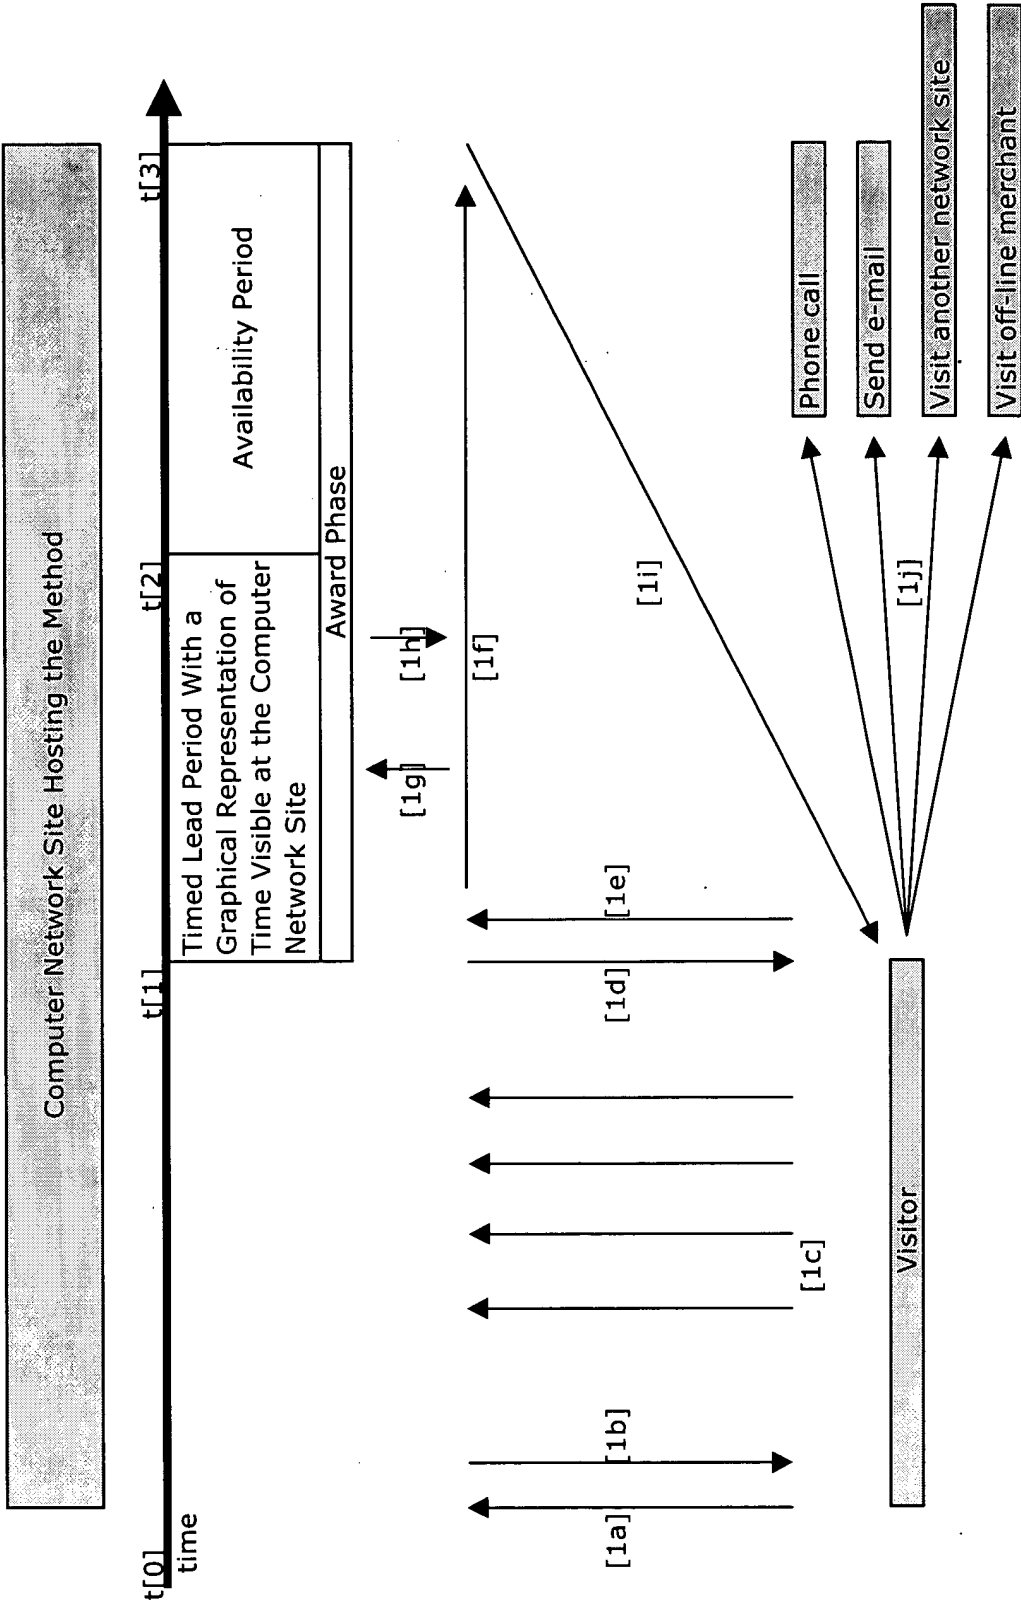 Computer Network Site Hosting the Method
t[0]
t[1]
t[2]
t[3]
time
Timed Lead Period With a
Graphical Representation of
Time Visible at the Computer
Network Site
Availability Period
Award Phase
[1g]
[1h]
[1f]
[1a]
[1b]
[1d]
[1e]
[1i]
[1c]
[1j]
Visitor
Phone call
Send e-mail
Visit another network site
Visit off-line merchant